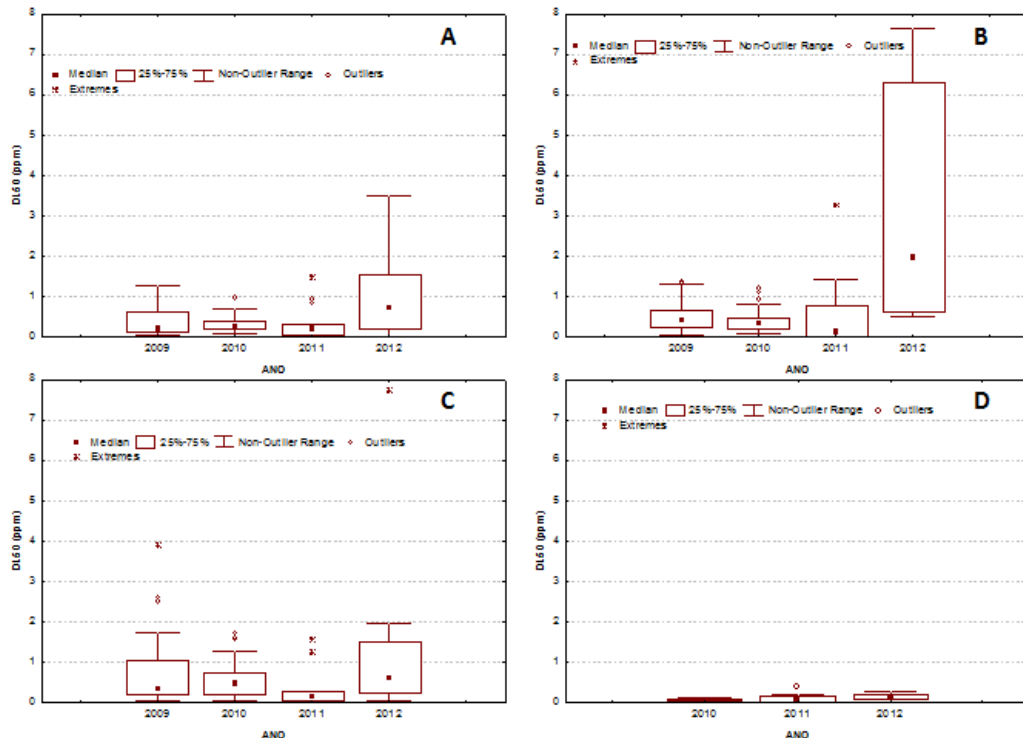 A
8
7
6
5
4
3
2
1
0
DL60 (ppm)
Median 25%-75% Non-Outlier Range Outliers
Extremes
2009 2010 2011 2012
ANO
B
8
7
6
5
4
3
2
1
0
DL60 (ppm)
Median 25%-75% Non-Outlier Range Outliers
Extremes
2009 2010 2011 2012
ANO
C
8
7
6
5
4
3
2
1
0
DL60 (ppm)
Median 25%-75% Non-Outlier Range Outliers
Extremes
2009 2010 2011 2012
ANO
D
8
7
6
5
4
3
2
1
0
DL60 (ppm)
Median 25%-75% Non-Outlier Range Outliers
Extremes
2010 2011 2012
ANO